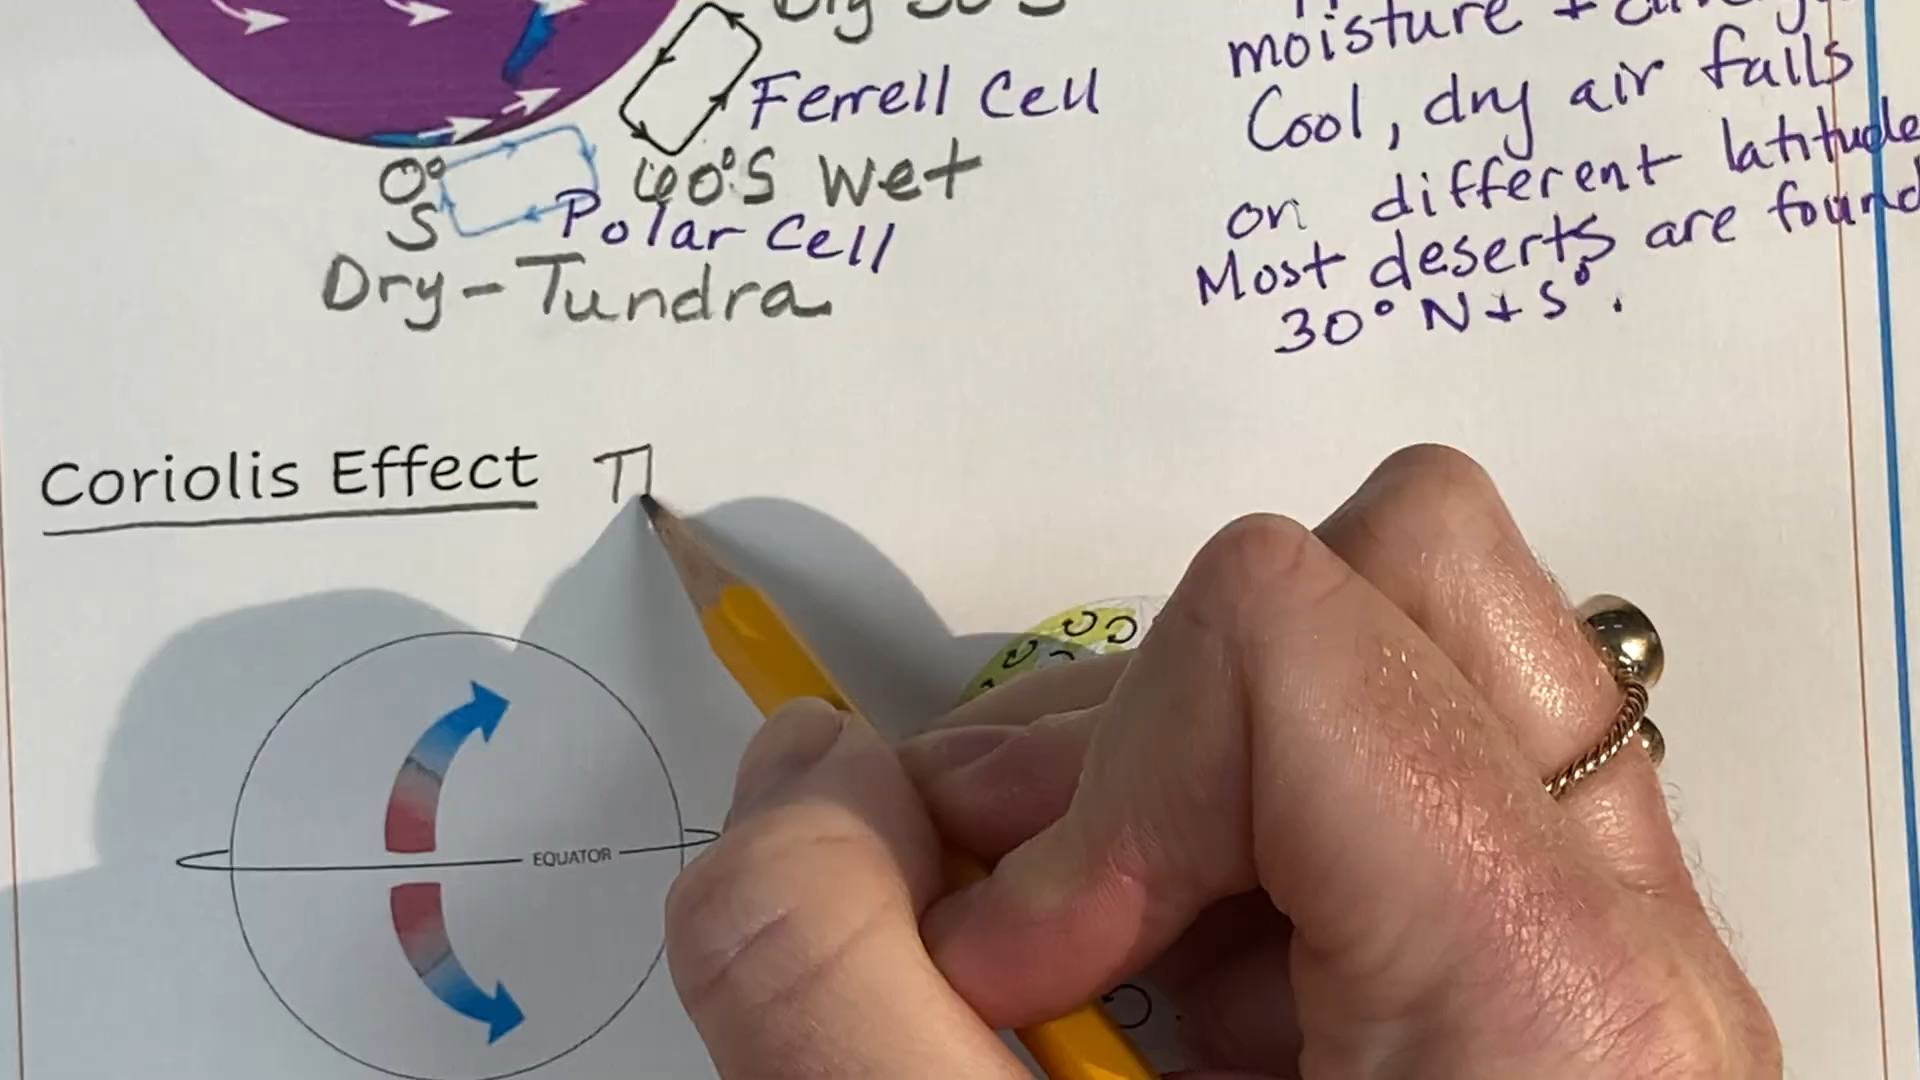 Ferrell Cell
0°
S
60°S Wet
Polar Cell
Dry-Tundra
moisture +
Cool, dry air falls
on different latitude
Most deserts are found
30° N + S°.
Coriolis Effect
EQUATOR